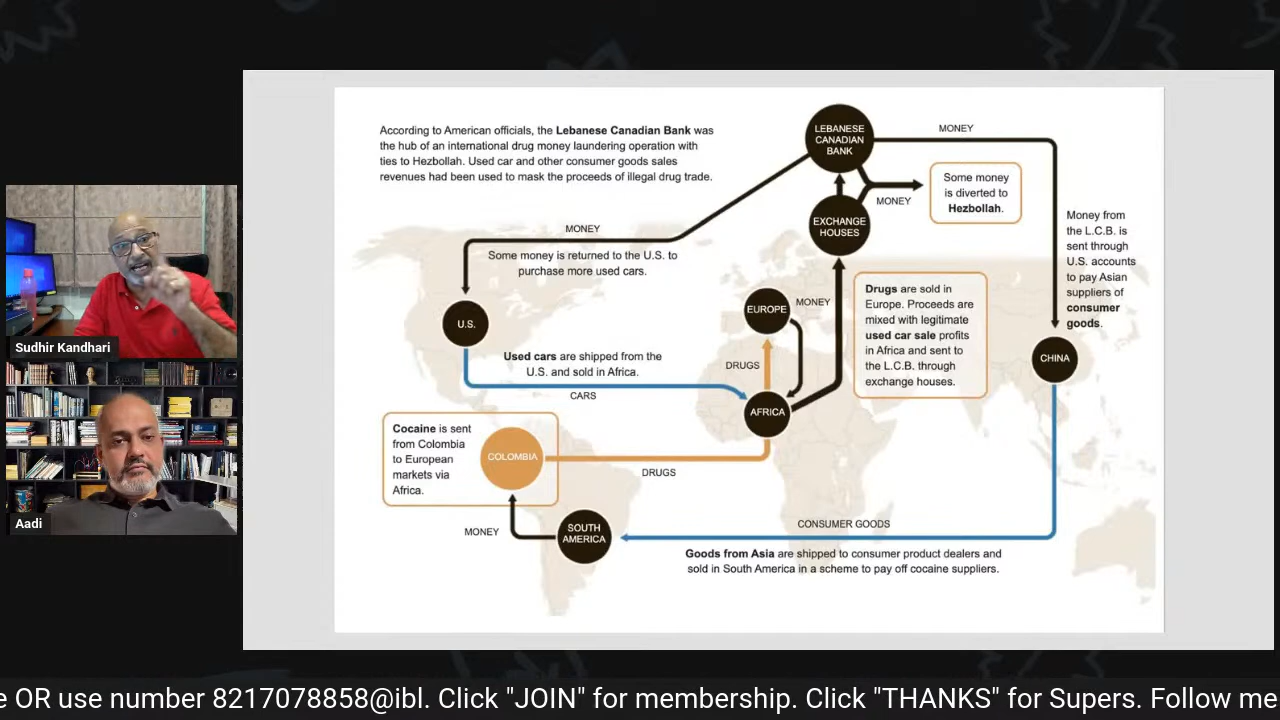 According to American officials, the Lebanese Canadian Bank was
the hub of an international drug money laundering operation with
ties to Hezbollah. Used car and other consumer goods sales
revenues had been used to mask the proceeds of illegal drug trade.
LEBANESE
CANADIAN
BANK
MONEY
Some money
is diverted to
Hezbollah.
MONEY
EXCHANGE
HOUSES
Money from
the L.C.B. is
sent through
U.S. accounts
to pay Asian
suppliers of
consumer
goods.
MONEY
Some money is returned to the U.S. to
purchase more used cars.
U.S.
EUROPE
MONEY
Drugs are sold in
Europe. Proceeds are
mixed with legitimate
used car sale profits
in Africa and sent to
the L.C.B. through
exchange houses.
CHINA
Used cars are shipped from the
U.S. and sold in Africa.
CARS
DRUGS
AFRICA
Cocaine is sent
from Colombia
to European
markets via
Africa.
COLOMBIA
DRUGS
MONEY
SOUTH
AMERICA
CONSUMER GOODS
Goods from Asia are shipped to consumer product dealers and
sold in South America in a scheme to pay off cocaine suppliers.
Sudhir Kandhari
Aadi
e OR use number 8217078858@ibl. Click "JOIN" for membership. Click "THANKS" for Supers. Follow me